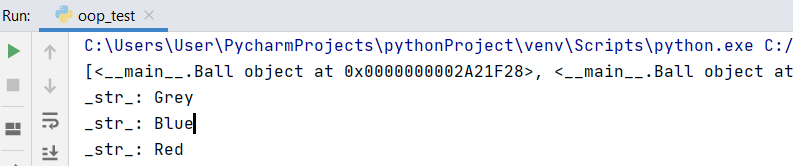 Run: oop_test
C:\Users\User\PycharmProjects\pythonProject\venv\Scripts\python.exe C:/
[<__main__.Ball object at 0x0000000002A21F28>, <__main__.Ball object at
_str_: Grey
_str_: Blue
_str_: Red